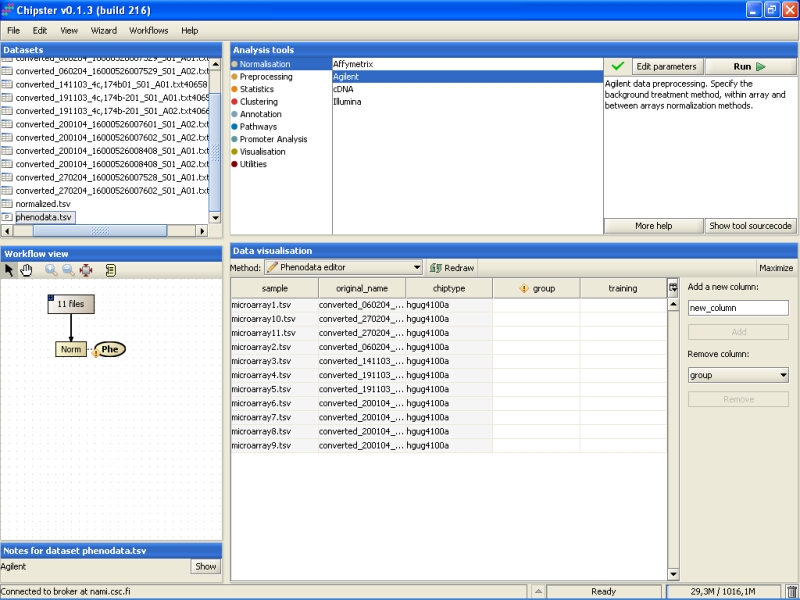 Chipster v0.1.3 (build 216)
File Edit View Wizard Workflows Help
Datasets
converted_060204_16000526007529_S01_A02.txt
converted_141103_4c,174b01_S01_A01.txt40658
converted_191103_4c,174b-201_S01_A01.txt4065
converted_191103_4c,174b-201_S01_A02.txt4066
converted_200104_16000526007601_S01_A02.txt
converted_200104_16000526007602_S01_A02.txt
converted_200104_16000526008408_S01_A01.txt
converted_200104_16000526008408_S01_A02.txt
converted_270204_16000526007528_S01_A01.txt
converted_270204_16000526007602_S01_A01.txt
normalized.tsv
phenodata.tsv
Analysis tools
Normalisation
Preprocessing
Statistics
Clustering
Annotation
Pathways
Promoter Analysis
Visualisation
Utilities
Affymetrix
Agilent
cDNA
Illumina
Edit parameters Run
Agilent data preprocessing. Specify the
background treatment method, within array and
between arrays normalization methods.
More help Show tool sourcecode
Workflow view
11 files
Norm Phe
Data visualisation
Method: Phenodata editor Redraw Maximize
sample original_name chiptype group training
microarray1.tsv converted_060204_... hgug4100a
microarray10.tsv converted_270204_... hgug4100a
microarray11.tsv converted_270204_... hgug4100a
microarray2.tsv converted_060204_... hgug4100a
microarray3.tsv converted_141103_... hgug4100a
microarray4.tsv converted_191103_... hgug4100a
microarray5.tsv converted_191103_... hgug4100a
microarray6.tsv converted_200104_... hgug4100a
microarray7.tsv converted_200104_... hgug4100a
microarray8.tsv converted_200104_... hgug4100a
microarray9.tsv converted_200104_... hgug4100a
Add a new column:
new_column
Add
Remove column:
group
Remove
Notes for dataset phenodata.tsv
Agilent Show
Connected to broker at nami.csc.fi Ready 29,3M / 1016,1M